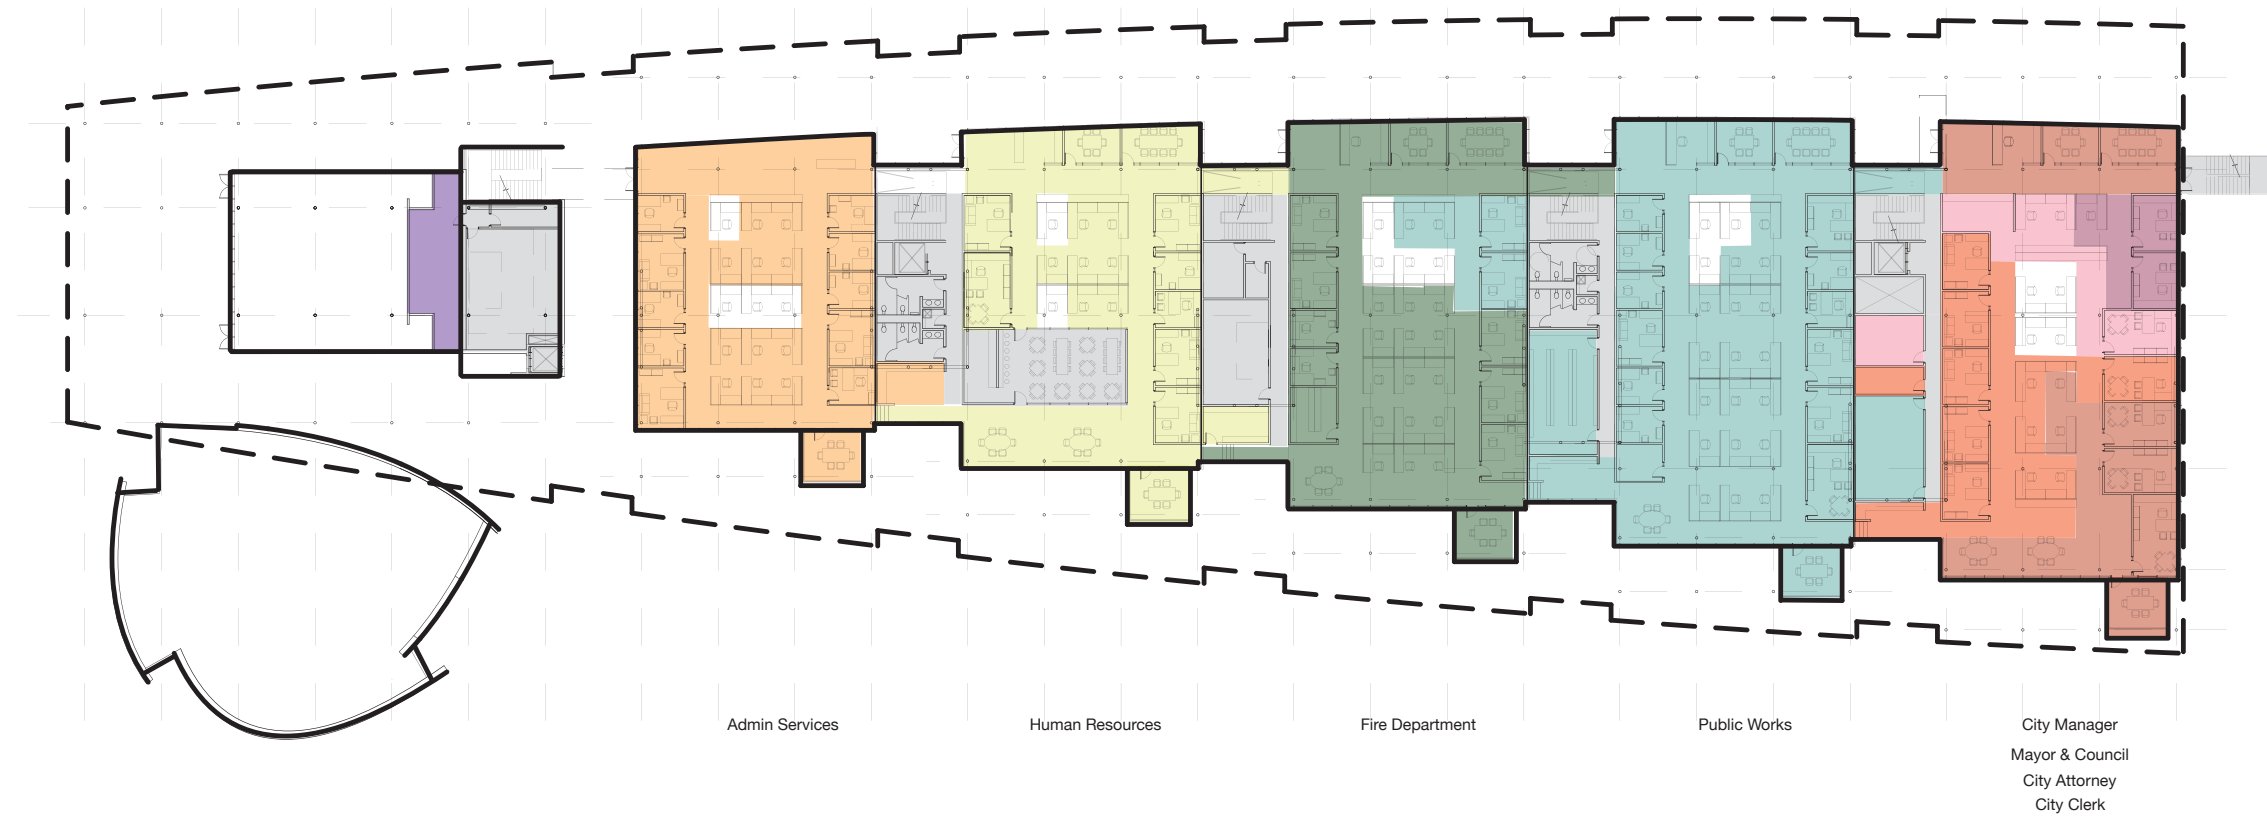 Admin Services
Human Resources
Fire Department
Public Works
City Manager
Mayor & Council
City Attorney
City Clerk